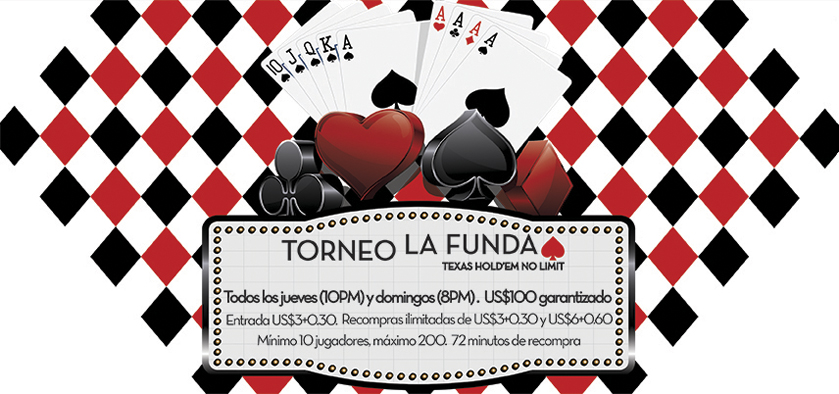 10 J Q K A
A A A A
TORNEO LA FUNDA
TEXAS HOLD'EM NO LIMIT
Todos los jueves (10PM) y domingos (8PM). US$100 garantizado
Entrada US$3+0.30. Recompras ilimitadas de US$3+0.30 y US$6+0.60
Mínimo 10 jugadores, máximo 200. 72 minutos de recompra